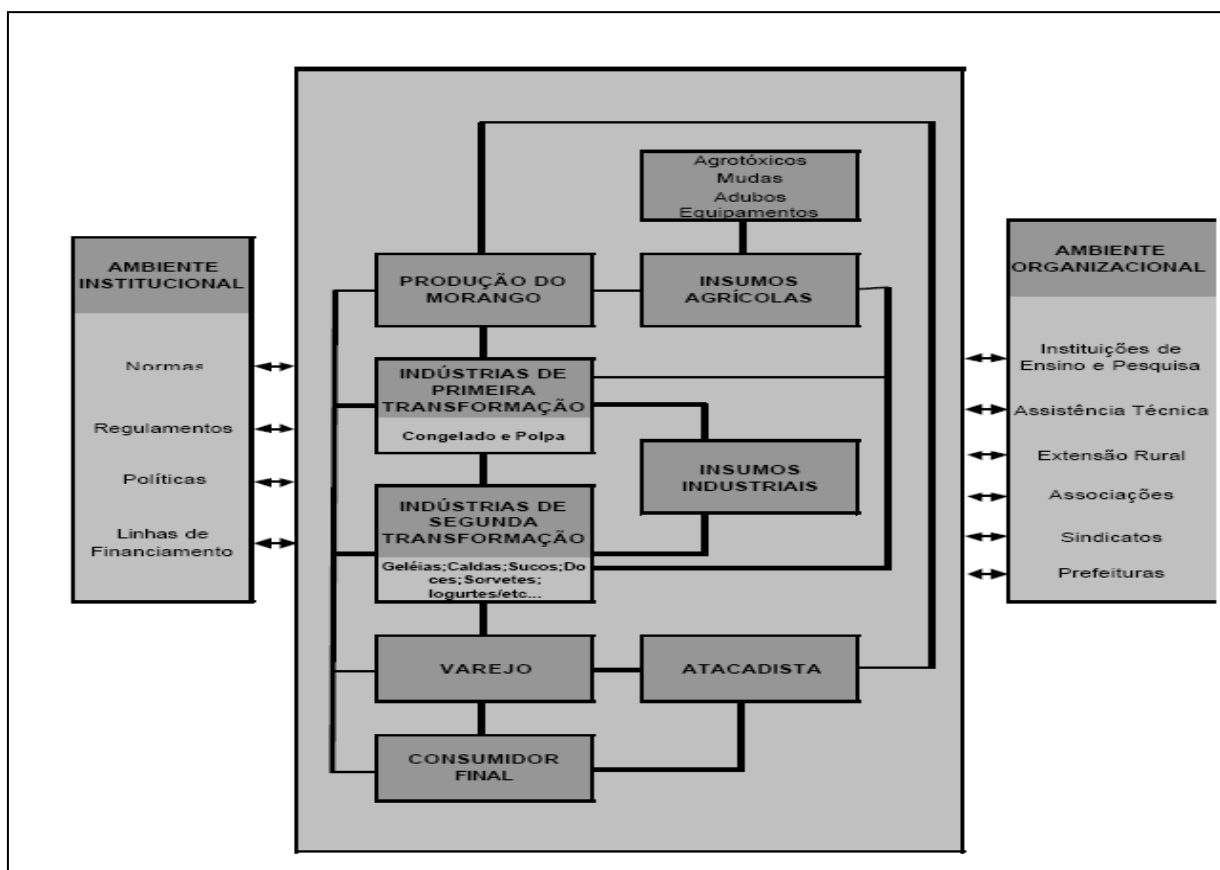 Agrotóxicos
Mudas
Adubos
Equipamentos
AMBIENTE
INSTITUCIONAL
Normas
Regulamentos
Políticas
Linhas de
Financiamento
PRODUÇÃO DO
MORANGO
INSUMOS
AGRÍCOLAS
INDÚSTRIAS DE
PRIMEIRA
TRANSFORMAÇÃO
Congelado e Polpa
INSUMOS
INDUSTRIAIS
INDÚSTRIAS DE
SEGUNDA
TRANSFORMAÇÃO
Geléias;Caldas;Sucos;Do
ces;Sorvetes;
Iogurtes/etc...
VAREJO
ATACADISTA
CONSUMIDOR
FINAL
AMBIENTE
ORGANIZACIONAL
Instituições de
Ensino e Pesquisa
Assistência Técnica
Extensão Rural
Associações
Sindicatos
Prefeituras